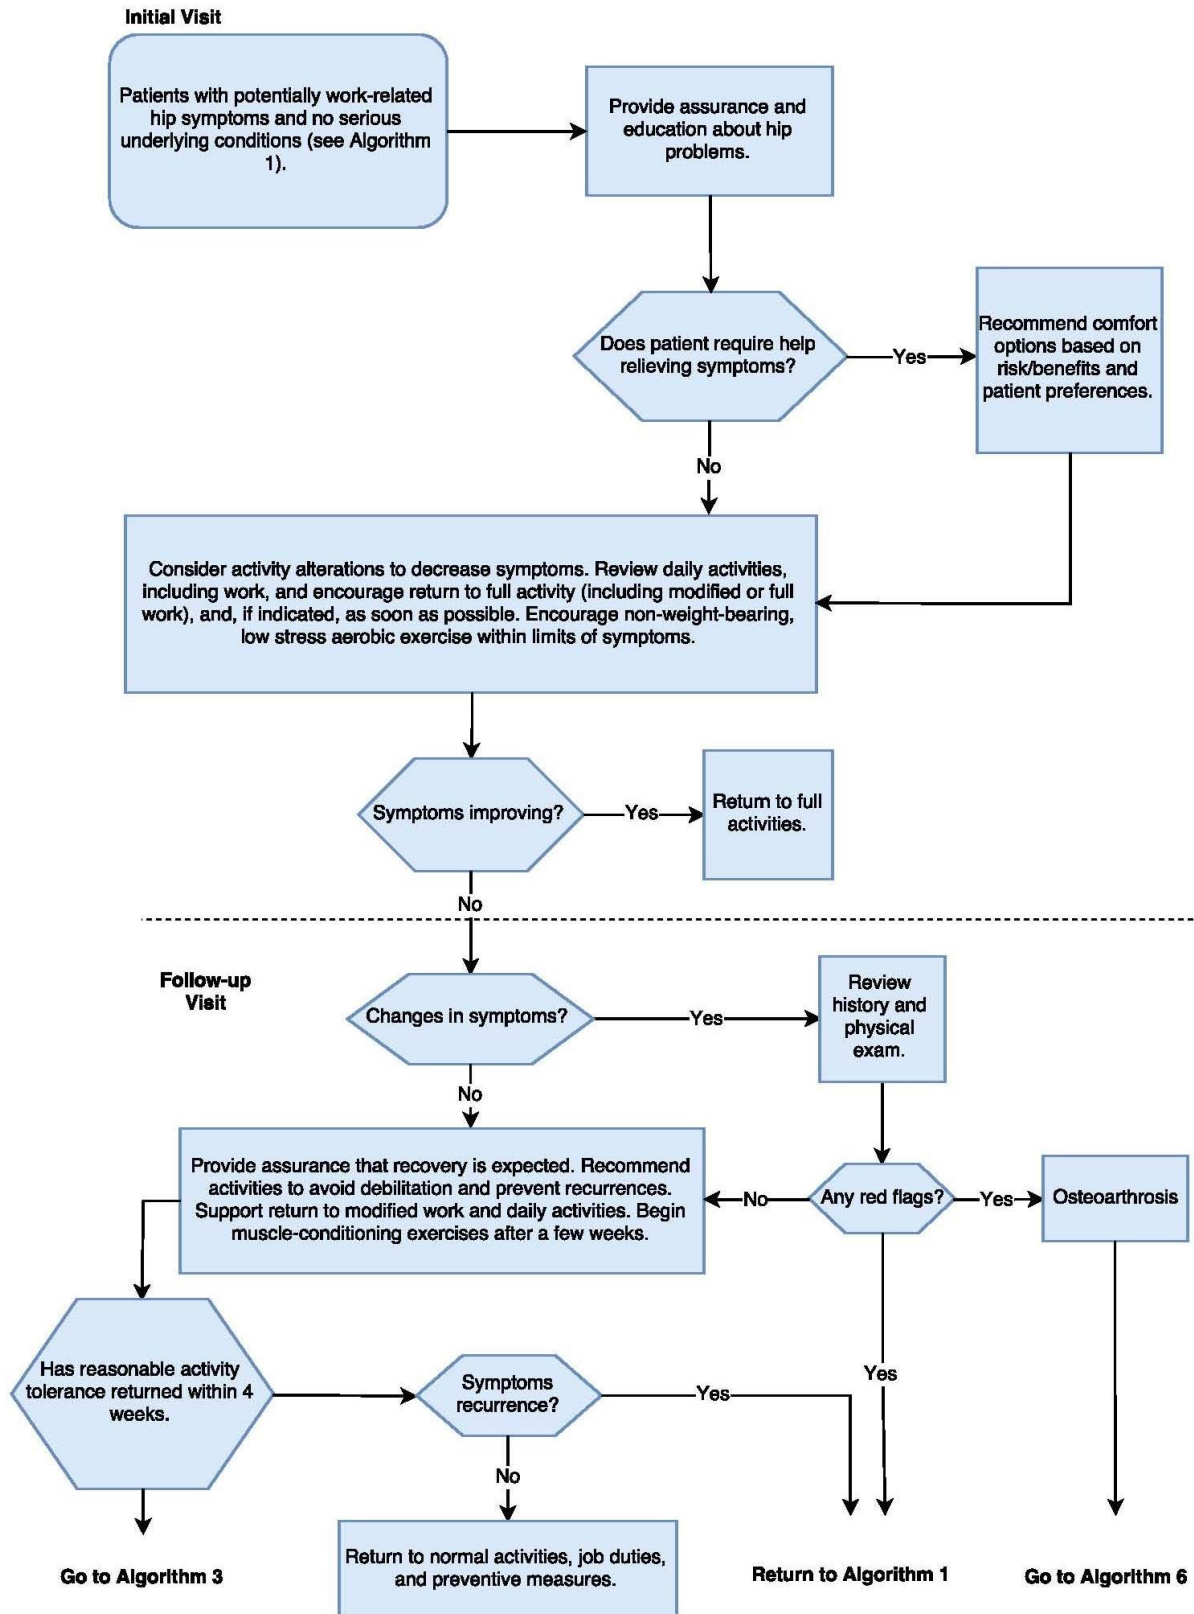 Initial Visit
Patients with potentially work-related
hip symptoms and no serious
underlying conditions (see Algorithm
1).
Provide assurance and
education about hip
problems.
Does patient require help
relieving symptoms?
Yes
Recommend comfort
options based on
risk/benefits and
patient preferences.
No
Consider activity alterations to decrease symptoms. Review daily activities,
including work, and encourage return to full activity (including modified or full
work), and, if indicated, as soon as possible. Encourage non-weight-bearing,
low stress aerobic exercise within limits of symptoms.
Symptoms improving?
Yes
Return to full
activities.
No
Follow-up
Visit
Changes in symptoms?
Yes
Review
history and
physical
exam.
No
Provide assurance that recovery is expected. Recommend
activities to avoid debilitation and prevent recurrences.
Support return to modified work and daily activities. Begin
muscle-conditioning exercises after a few weeks.
No
Any red flags?
Yes
Osteoarthrosis
Has reasonable activity
tolerance returned within 4
weeks.
Symptoms
recurrence?
Yes
Yes
No
Return to normal activities, job duties,
and preventive measures.
Go to Algorithm 3
Return to Algorithm 1
Go to Algorithm 6